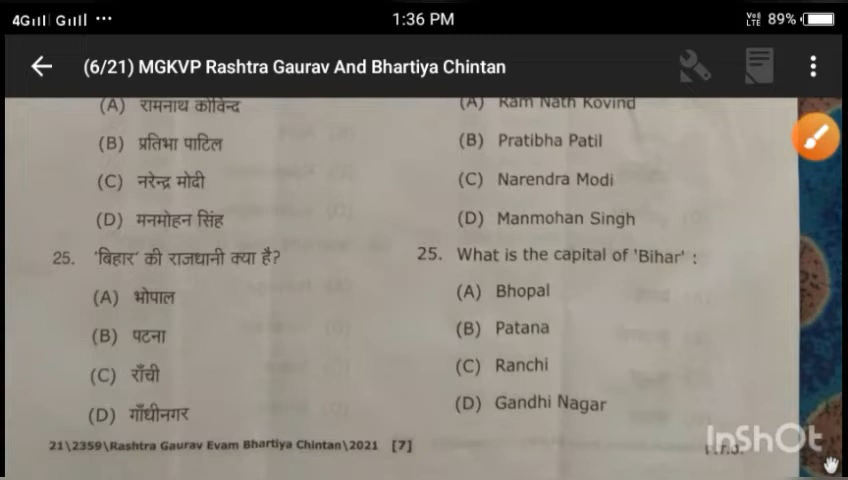 4G G ...
1:36 PM
VoI) LTE 89%
(6/21) MGKVP Rashtra Gaurav And Bhartiya Chintan
(A) रामनाथ कोविन्द
(B) प्रतिभा पाटिल
(C) नरेन्द्र मोदी
(D) मनमोहन सिंह
25. 'बिहार' की राजधानी क्या है?
(A) भोपाल
(B) पटना
(C) राँची
(D) गाँधीनगर
(A) Ram Nath Kovind
(B) Pratibha Patil
(C) Narendra Modi
(D) Manmohan Singh
25. What is the capital of 'Bihar' :
(A) Bhopal
(B) Patana
(C) Ranchi
(D) Gandhi Nagar
21\2359\Rashtra Gaurav Evam Bhartiya Chintan\2021 [7]
InShOt